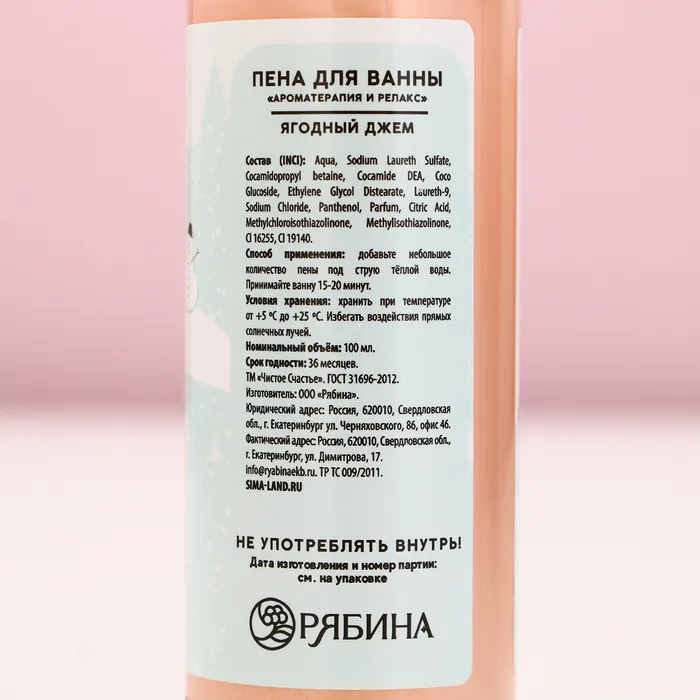 ПЕНА ДЛЯ ВАННЫ
«АРОМАТЕРАПИЯ И РЕЛАКС»
ЯГОДНЫЙ ДЖЕМ
Состав (INCI): Aqua, Sodium Laureth Sulfate,
Cocamidopropyl betaine, Cocamide DEA, Coco
Glucoside, Ethylene Glycol Distearate, Laureth-9,
Sodium Chloride, Panthenol, Parfum, Citric Acid,
Methylchloroisothiazolinone, Methylisothiazolinone,
CI 16255, CI 19140.
Способ применения: добавьте небольшое
количество пены под струю тёплой воды.
Принимайте ванну 15-20 минут.
Условия хранения: хранить при температуре
от +5 ºС до +25 ºС. Избегать воздействия прямых
солнечных лучей.
Номинальный объём: 100 мл.
Срок годности: 36 месяцев.
ТМ «Чистое Счастье». ГОСТ 31696-2012.
Изготовитель: ООО «Рябина».
Юридический адрес: Россия, 620010, Свердловская
обл., г. Екатеринбург ул. Черняховского, 86, офис 46.
Фактический адрес: Россия, 620010, Свердловская обл.,
г. Екатеринбург, ул. Димитрова, 17.
info@ryabinaekb.ru. ТР ТС 009/2011.
SIMA-LAND.RU
НЕ УПОТРЕБЛЯТЬ ВНУТРЬ!
Дата изготовления и номер партии:
см. на упаковке
РЯБИНА